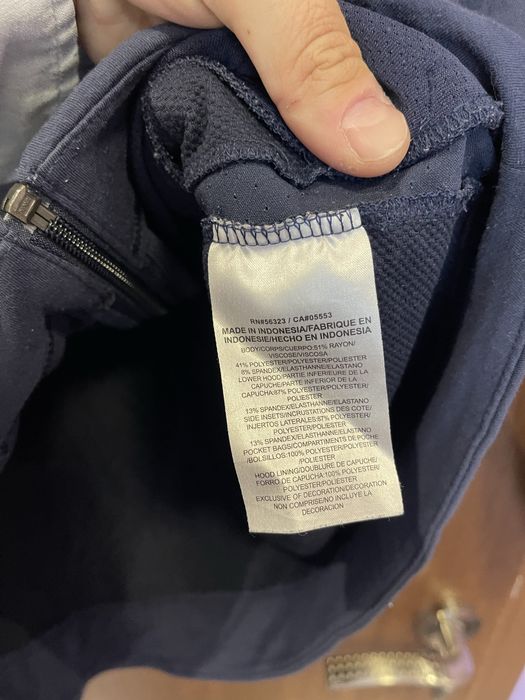 RN#56323 / CA#05553
MADE IN INDONESIA/FABRIQUE EN
INDONESIE/HECHO EN INDONESIA
BODY/CORPS/CUERPO:51% RAYON/
VISCOSE/VISCOSA
41% POLYESTER/POLYESTER/POLIESTER
8% SPANDEX/ELASTHANNE/ELASTANO
LOWER HOOD/PARTIE INFERIEURE DE LA
CAPUCHE/PARTE INFERIOR DE LA
CAPUCHA:87% POLYESTER/POLYESTER/
POLIESTER
13% SPANDEX/ELASTHANNE/ELASTANO
SIDE INSETS/INCRUSTATIONS DES COTE/
INJERTOS LATERALES:87% POLYESTER/
POLYESTER/POLIESTER
13% SPANDEX/ELASTHANNE/ELASTANO
POCKET BAGS/COMPARTIMENTS DE POCHE
/BOLSILLOS:100% POLYESTER/POLYESTER
/POLIESTER
HOOD LINING/DOUBLURE DE CAPUCHE/
FORRO DE CAPUCHA:100% POLYESTER/
POLYESTER/POLIESTER
EXCLUSIVE OF DECORATION/DECORATION
NON COMPRISE/NO INCLUYE LA
DECORACION